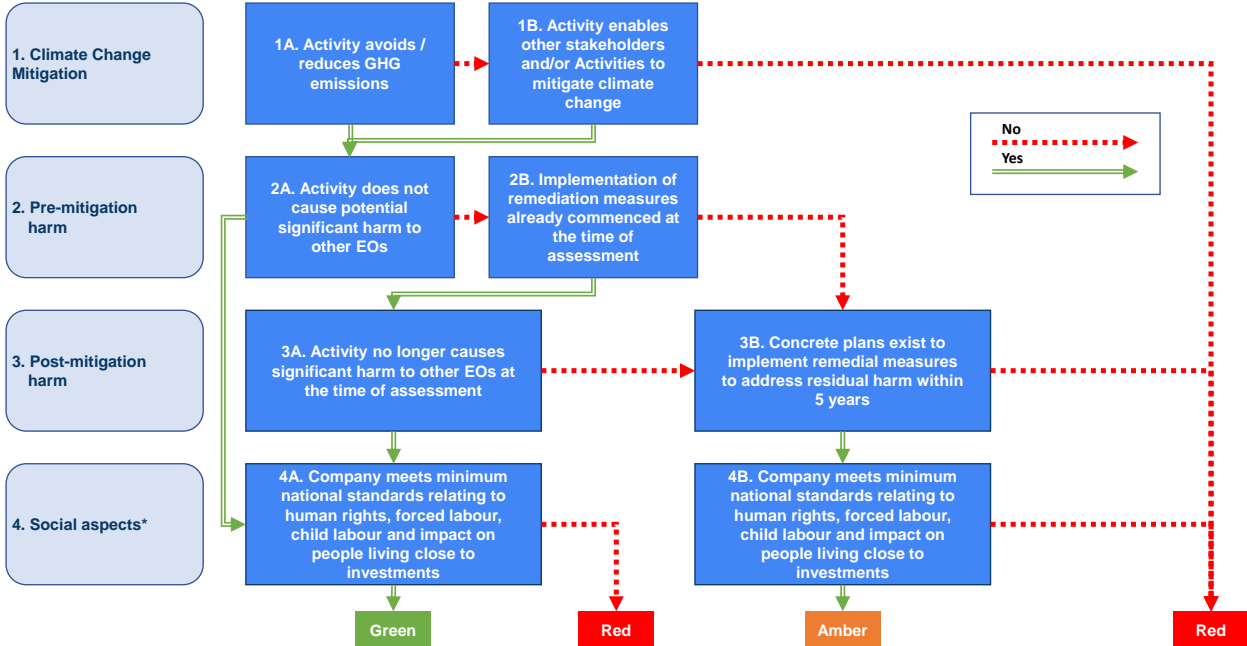 1. Climate Change
Mitigation
1A. Activity avoids /
reduces GHG
emissions
1B. Activity enables
other stakeholders
and/or Activities to
mitigate climate
change
No
Yes
2. Pre-mitigation
harm
2A. Activity does not
cause potential
significant harm to
other EOs
2B. Implementation of
remediation measures
already commenced at
the time of
assessment
3. Post-mitigation
harm
3A. Activity no longer causes
significant harm to other EOs at
the time of assessment
3B. Concrete plans exist to
implement remedial measures
to address residual harm within
5 years
4. Social aspects*
4A. Company meets minimum
national standards relating to
human rights, forced labour,
child labour and impact on
people living close to
investments
4B. Company meets minimum
national standards relating to
human rights, forced labour,
child labour and impact on
people living close to
investments
Green
Red
Amber
Red